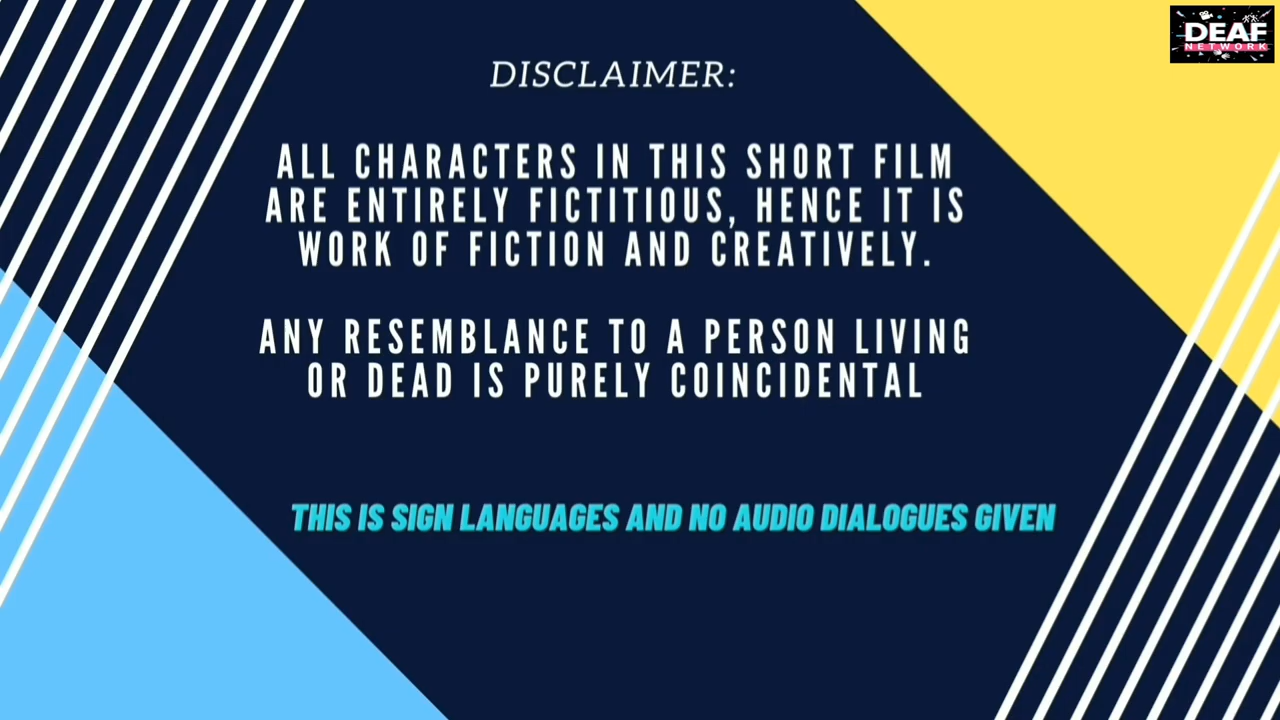 DEAF
NETWORK
DISCLAIMER:
ALL CHARACTERS IN THIS SHORT FILM
ARE ENTIRELY FICTITIOUS, HENCE IT IS
WORK OF FICTION AND CREATIVELY.
ANY RESEMBLANCE TO A PERSON LIVING
OR DEAD IS PURELY COINCIDENTAL
THIS IS SIGN LANGUAGES AND NO AUDIO DIALOGUES GIVEN